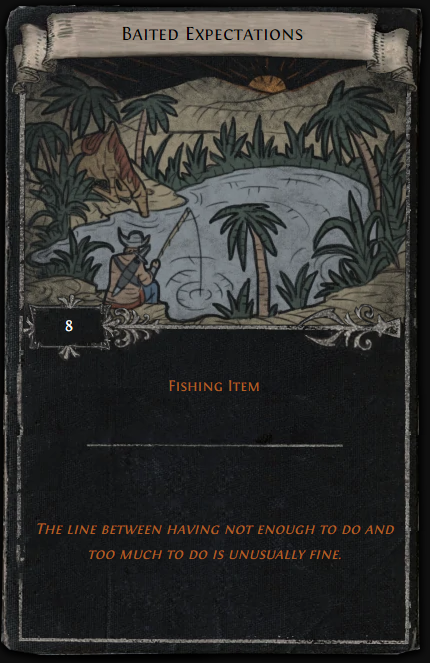 Baited Expectations
8
Fishing Item
The line between having not enough to do and
too much to do is unusually fine.